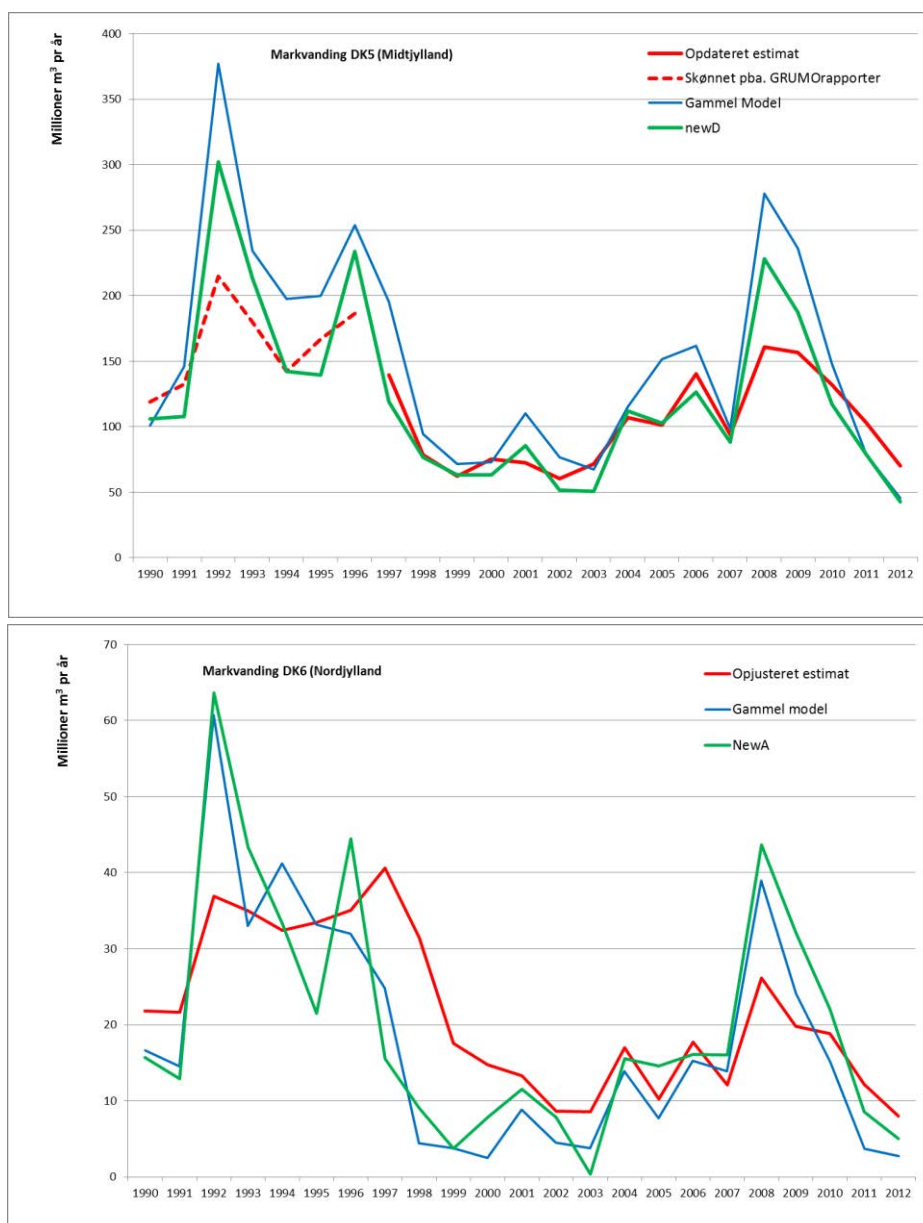 Millioner m³ pr år
Markvanding DK5 (Midtjylland)
Opdateret estimat
Skønnet pba. GRUMOrapporter
Gammel Model
newD
400
350
300
250
200
150
100
50
0
1990 1991 1992 1993 1994 1995 1996 1997 1998 1999 2000 2001 2002 2003 2004 2005 2006 2007 2008 2009 2010 2011 2012
Millioner m³ pr år
Markvanding DK6 (Nordjylland
Opjusteret estimat
Gammel model
NewA
70
60
50
40
30
20
10
0
1990 1991 1992 1993 1994 1995 1996 1997 1998 1999 2000 2001 2002 2003 2004 2005 2006 2007 2008 2009 2010 2011 2012